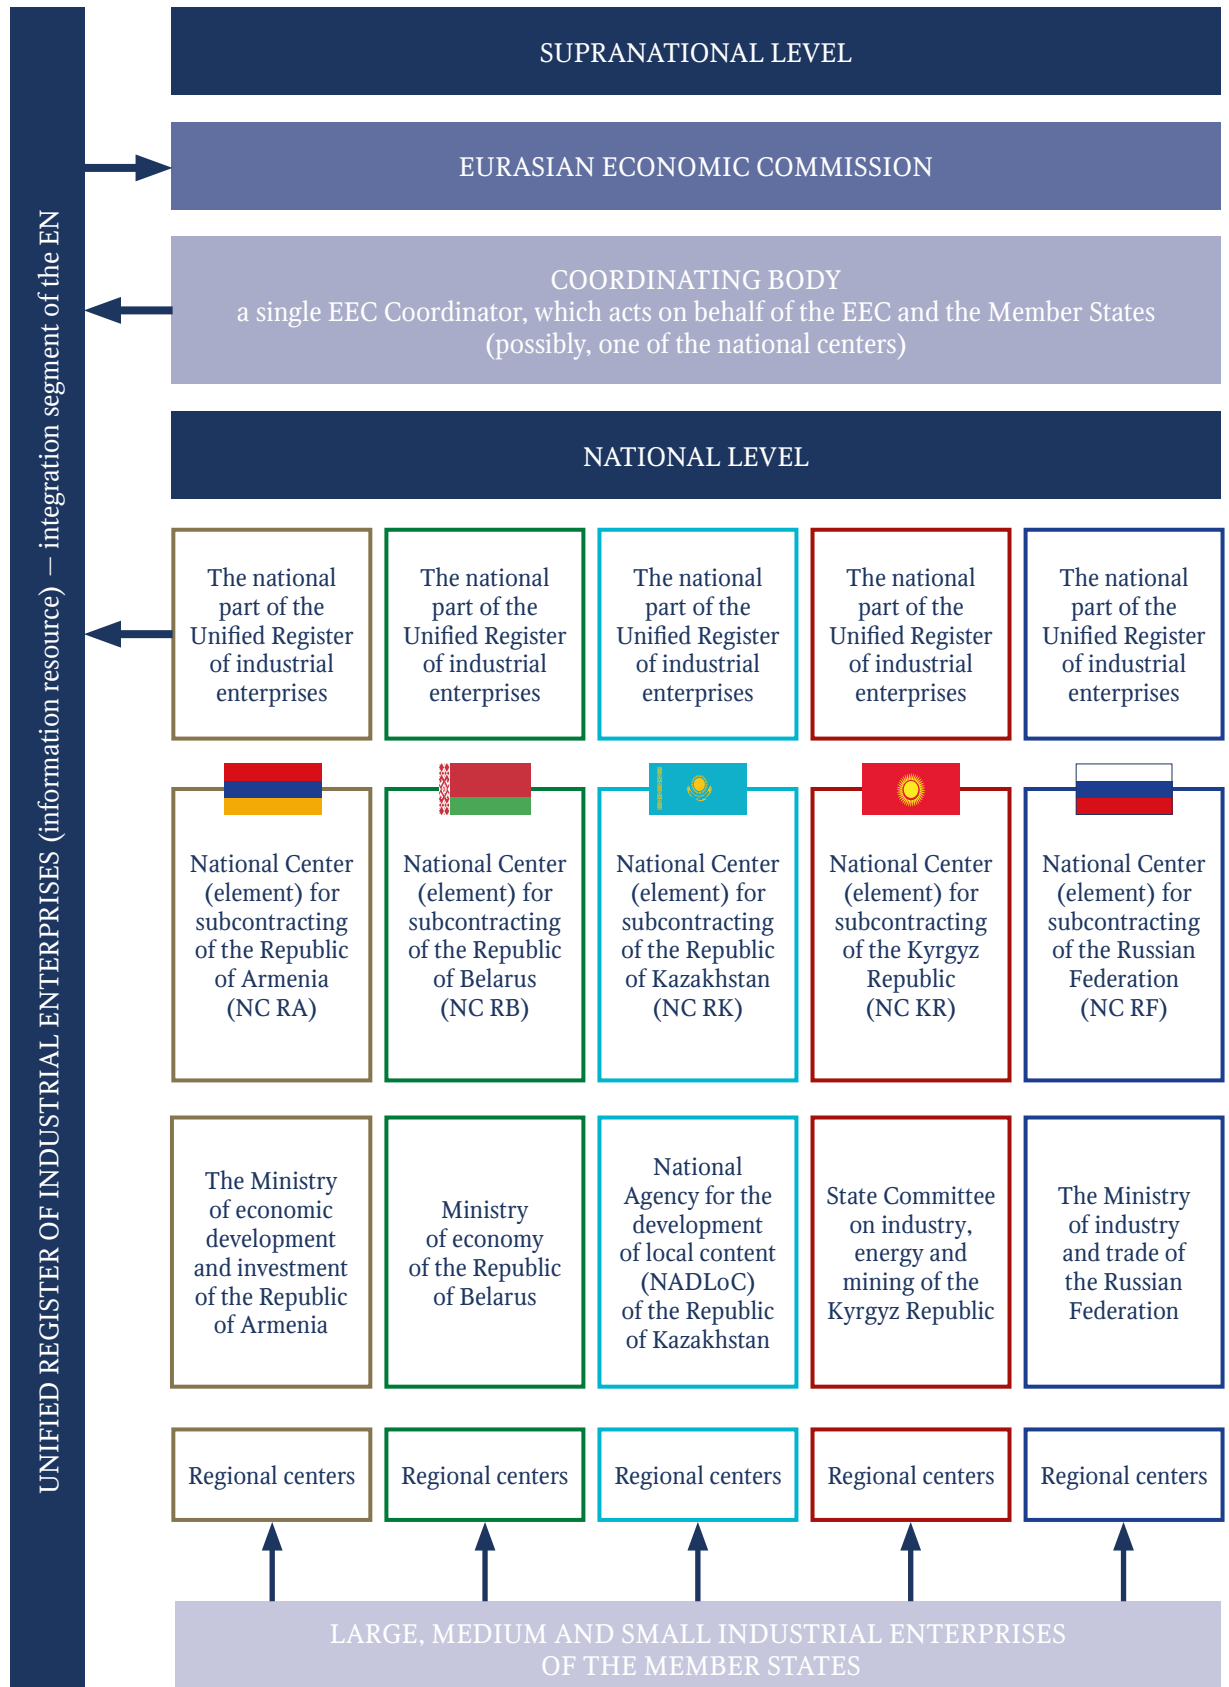 UNIFIED REGISTER OF INDUSTRIAL ENTERPRISES (information resource) — integration segment of the EN
SUPRANATIONAL LEVEL
EURASIAN ECONOMIC COMMISSION
COORDINATING BODY
a single EEC Coordinator, which acts on behalf of the EEC and the Member States
(possibly, one of the national centers)
NATIONAL LEVEL
The national
part of the
Unified Register
of industrial
enterprises
The national
part of the
Unified Register
of industrial
enterprises
The national
part of the
Unified Register
of industrial
enterprises
The national
part of the
Unified Register
of industrial
enterprises
The national
part of the
Unified Register
of industrial
enterprises
National Center
(element) for
subcontracting
of the Republic
of Armenia
(NC RA)
National Center
(element) for
subcontracting
of the Republic
of Belarus
(NC RB)
National Center
(element) for
subcontracting
of the Republic
of Kazakhstan
(NC RK)
National Center
(element) for
subcontracting
of the Kyrgyz
Republic
(NC KR)
National Center
(element) for
subcontracting
of the Russian
Federation
(NC RF)
The Ministry
of economic
development
and investment
of the Republic
of Armenia
Ministry
of economy
of the Republic
of Belarus
National
Agency for the
development
of local content
(NADLoC)
of the Republic
of Kazakhstan
State Committee
on industry,
energy and
mining of the
Kyrgyz Republic
The Ministry
of industry
and trade of
the Russian
Federation
Regional centers
Regional centers
Regional centers
Regional centers
Regional centers
LARGE, MEDIUM AND SMALL INDUSTRIAL ENTERPRISES
OF THE MEMBER STATES